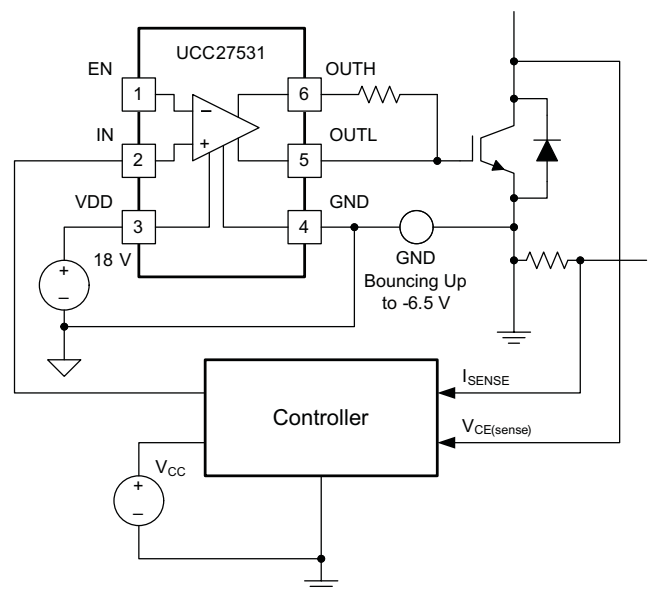 UCC27531
EN
OUTH
1
6
IN
OUTL
2
5
VDD
GND
3
4
18 V
GND
Bouncing Up
to -6.5 V
+
–
−
+
Controller
ISENSE
VCE(sense)
VCC
+
–